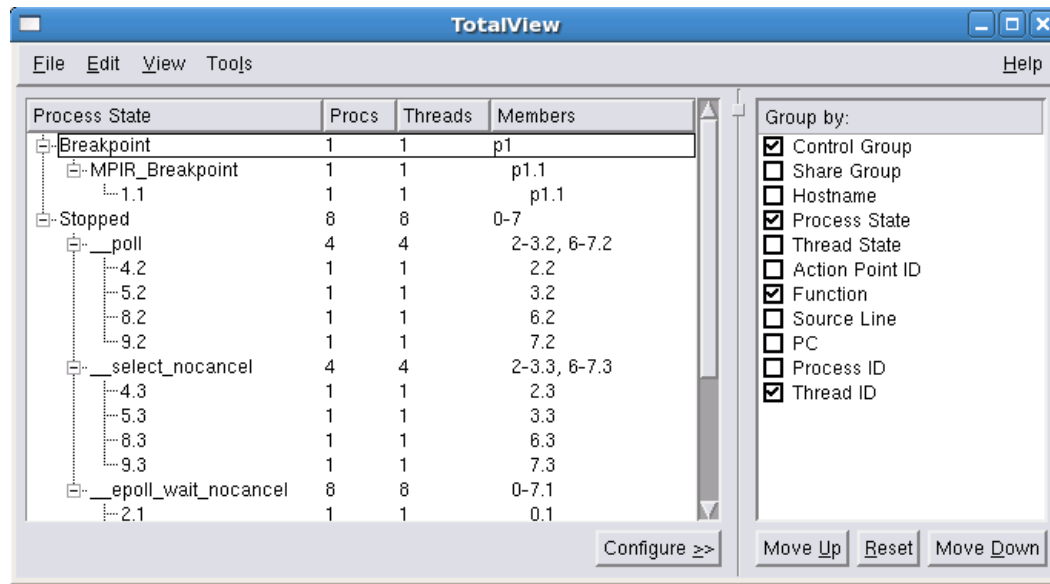 TotalView
File Edit View Tools Help
Process State Procs Threads Members
Breakpoint 1 1 p1
MPIR_Breakpoint 1 1 p1.1
1.1 1 1 p1.1
Stopped 8 8 0-7
__poll 4 4 2-3.2, 6-7.2
4.2 1 1 2.2
5.2 1 1 3.2
8.2 1 1 6.2
9.2 1 1 7.2
__select_nocancel 4 4 2-3.3, 6-7.3
4.3 1 1 2.3
5.3 1 1 3.3
8.3 1 1 6.3
9.3 1 1 7.3
__epoll_wait_nocancel 8 8 0-7.1
2.1 1 1 0.1
Configure >>
Group by:
Control Group
Share Group
Hostname
Process State
Thread State
Action Point ID
Function
Source Line
PC
Process ID
Thread ID
Move Up Reset Move Down